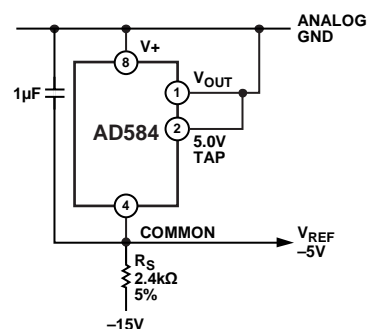 ANALOG
GND
8
V+
1µF
1
VOUT
AD584
2
5.0V
TAP
4
COMMON
VREF
–5V
RS
2.4kΩ
5%
–15V